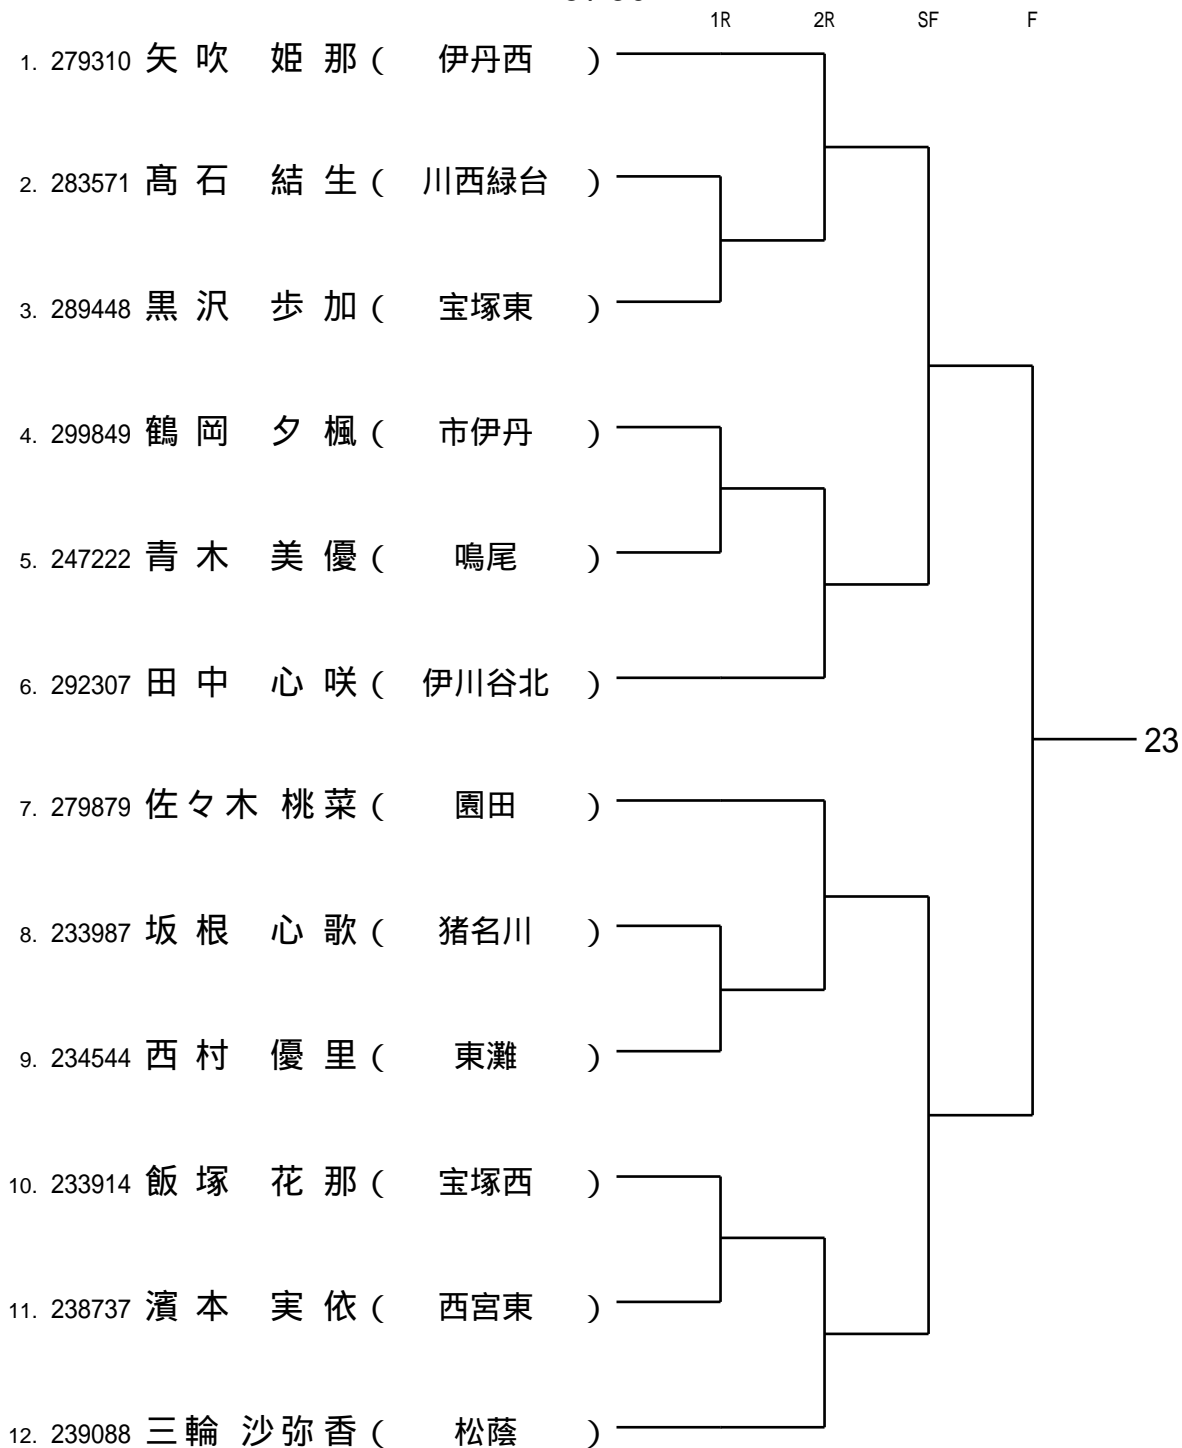 1R 2R SF F
1. 279310 矢吹 姫那 ( 伊丹西 )
2. 283571 髙石 結生 ( 川西緑台 )
3. 289448 黒沢 歩加 ( 宝塚東 )
4. 299849 鶴岡 夕楓 ( 市伊丹 )
5. 247222 青木 美優 ( 鳴尾 )
6. 292307 田中 心咲 ( 伊川谷北 )
23
7. 279879 佐々木 桃菜 ( 園田 )
8. 233987 坂根 心歌 ( 猪名川 )
9. 234544 西村 優里 ( 東灘 )
10. 233914 飯塚 花那 ( 宝塚西 )
11. 238737 濱本 実依 ( 西宮東 )
12. 239088 三輪 沙弥香 ( 松蔭 )